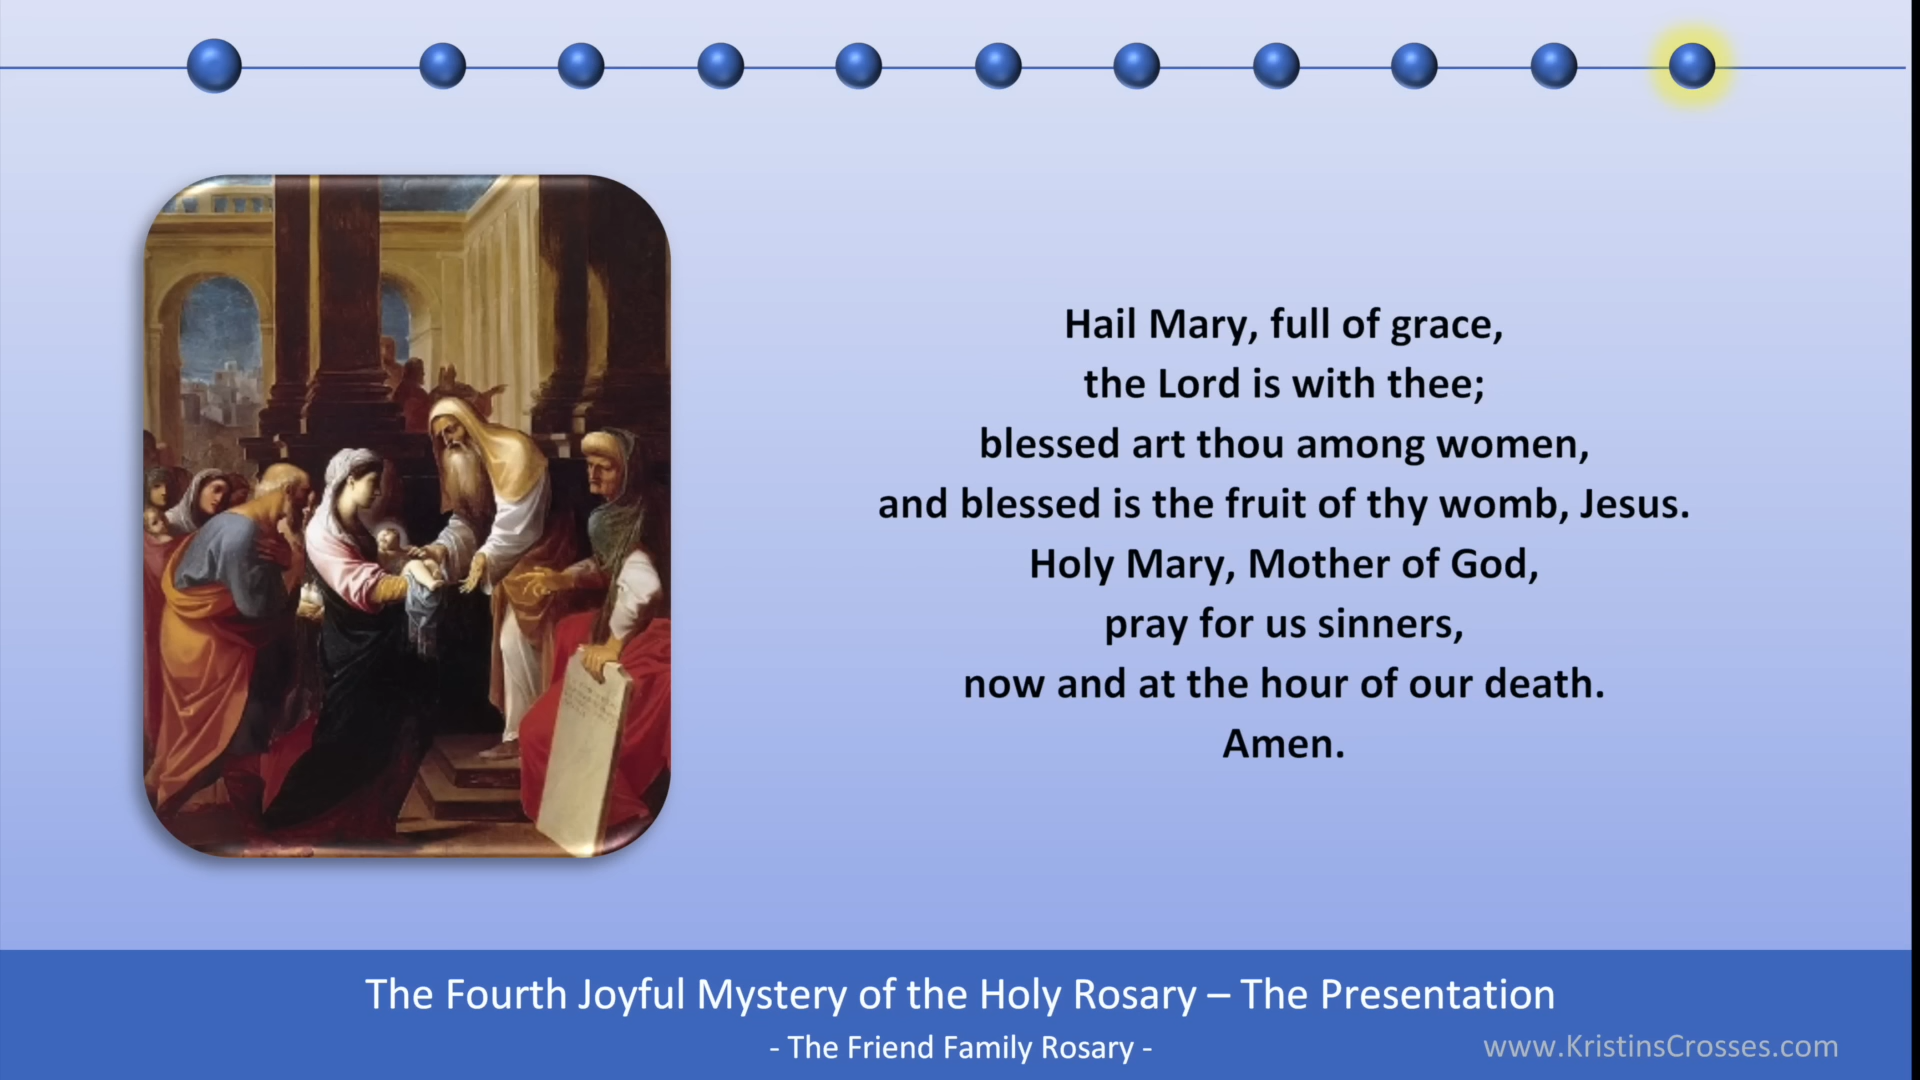 Hail Mary, full of grace,
the Lord is with thee;
blessed art thou among women,
and blessed is the fruit of thy womb, Jesus.
Holy Mary, Mother of God,
pray for us sinners,
now and at the hour of our death.
Amen.
The Fourth Joyful Mystery of the Holy Rosary – The Presentation
- The Friend Family Rosary -
www.KristinsCrosses.com